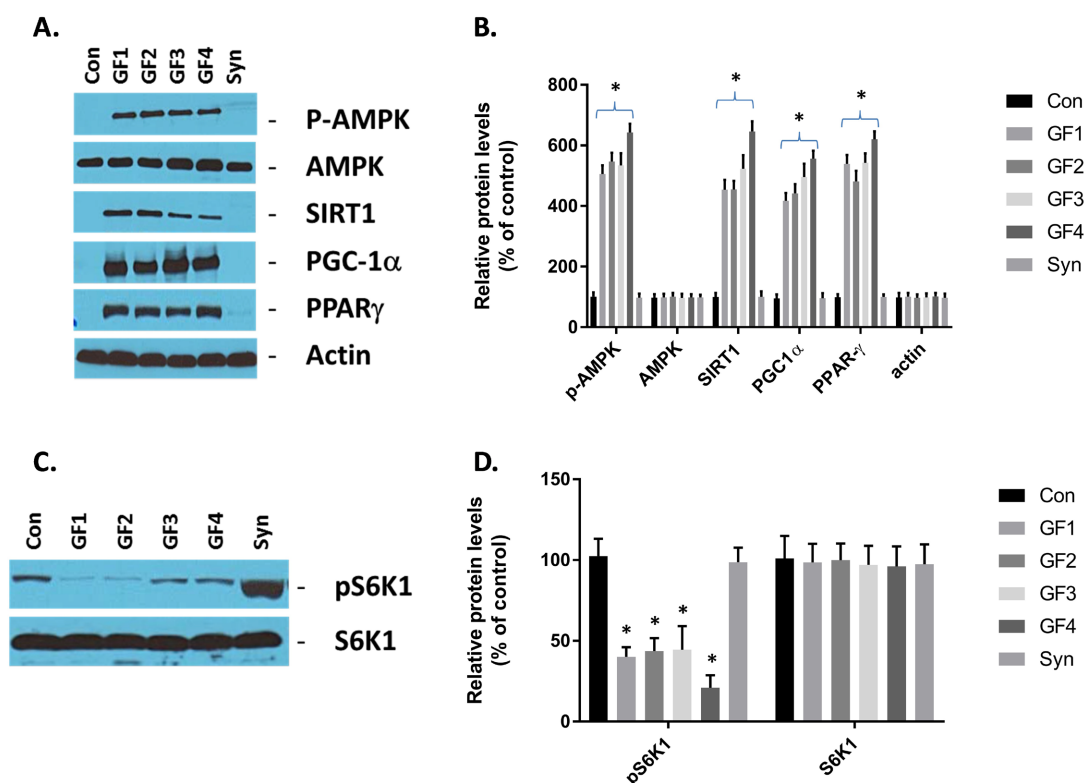 A.
Con GF1 GF2 GF3 GF4 Syn
- P-AMPK
- AMPK
- SIRT1
- PGC-1α
- PPARγ
- Actin
B.
Relative protein levels
(% of control)
800
600
400
200
0
* * * *
p-AMPK AMPK SIRT1 PGC1α PPAR-γ actin
Con
GF1
GF2
GF3
GF4
Syn
C.
Con GF1 GF2 GF3 GF4 Syn
- pS6K1
- S6K1
D.
Relative protein levels
(% of control)
150
100
50
0
* * * *
pS6K1 S6K1
Con
GF1
GF2
GF3
GF4
Syn